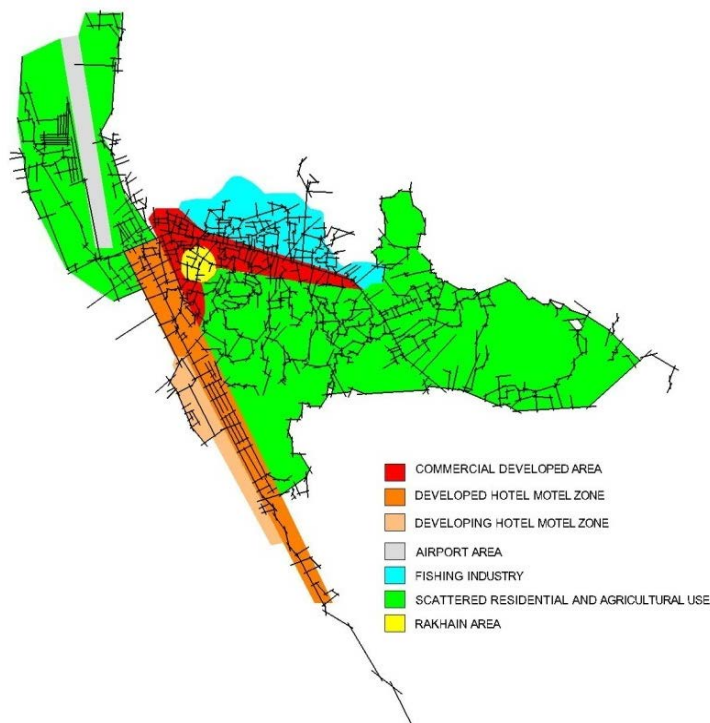 COMMERCIAL DEVELOPED AREA
DEVELOPED HOTEL MOTEL ZONE
DEVELOPING HOTEL MOTEL ZONE
AIRPORT AREA
FISHING INDUSTRY
SCATTERED RESIDENTIAL AND AGRICULTURAL USE
RAKHAIN AREA